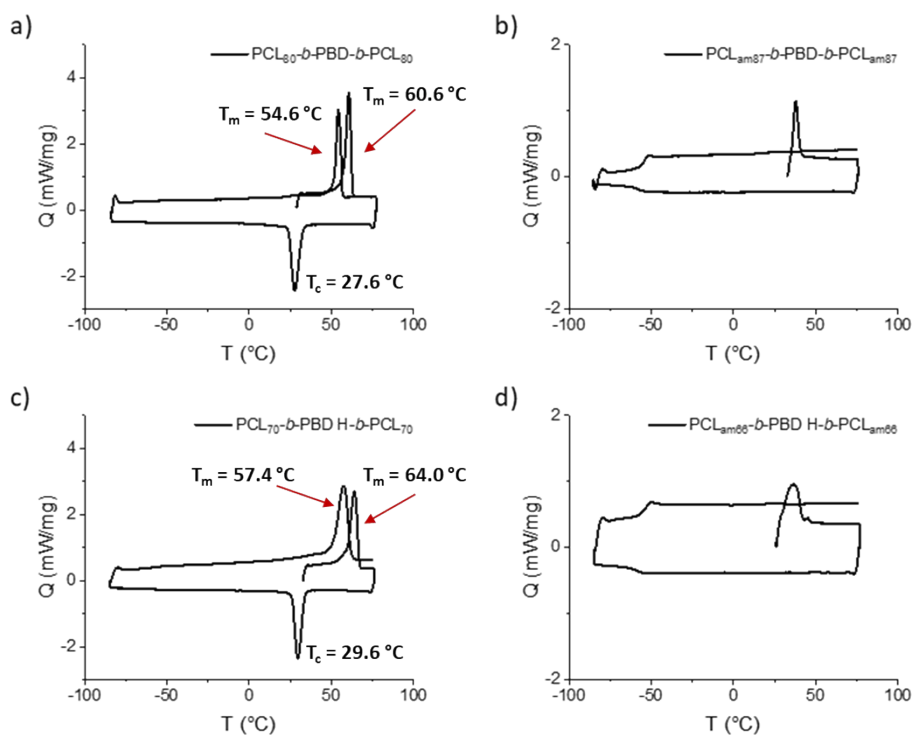 a)
PCL80-b-PBD-b-PCL80
Tm = 54.6 °C
Tm = 60.6 °C
Tc = 27.6 °C
Q (mW/mg)
4
2
0
-2
-100 -50 0 50 100
T (°C)
b)
PCLam87-b-PBD-b-PCLam87
Q (mW/mg)
2
0
-2
-100 -50 0 50 100
T (°C)
c)
PCL70-b-PBD H-b-PCL70
Tm = 57.4 °C
Tm = 64.0 °C
Tc = 29.6 °C
Q (mW/mg)
4
2
0
-2
-100 -50 0 50 100
T (°C)
d)
PCLam66-b-PBD H-b-PCLam66
Q (mW/mg)
2
0
-2
-100 -50 0 50 100
T (°C)